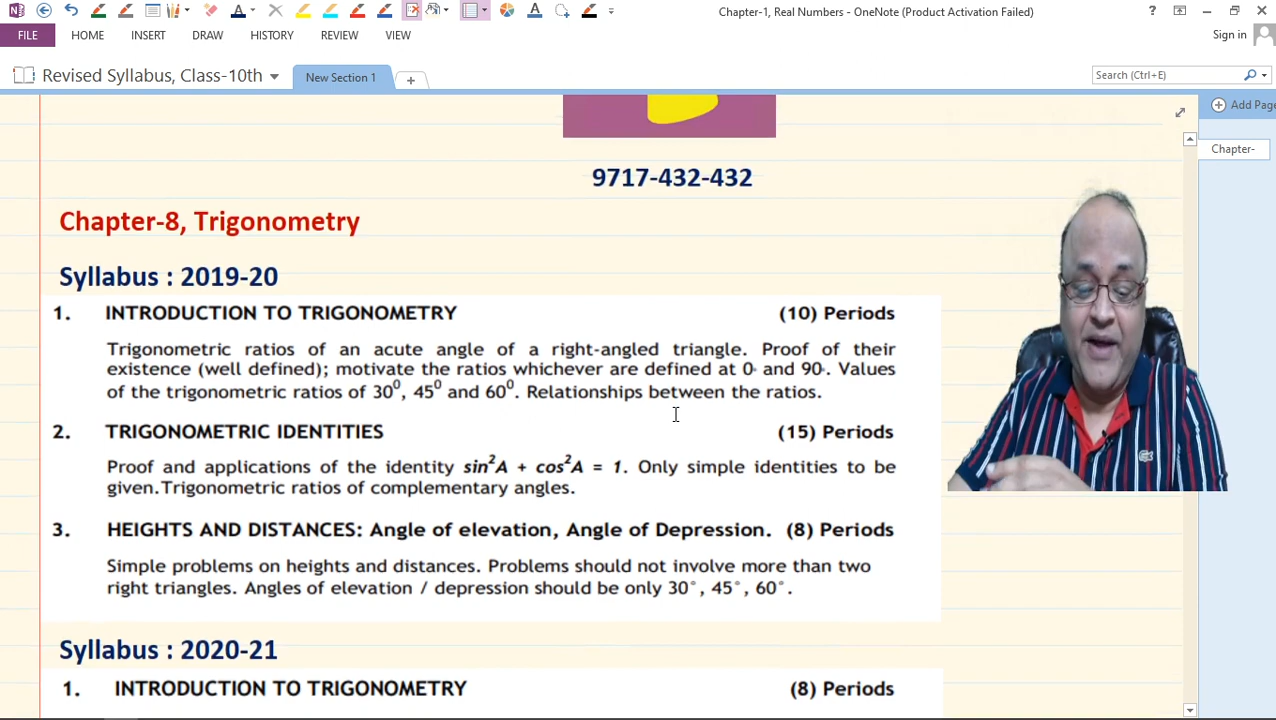 Chapter-1, Real Numbers - OneNote (Product Activation Failed)
FILE HOME INSERT DRAW HISTORY REVIEW VIEW
Sign in
Revised Syllabus, Class-10th
New Section 1
Search (Ctrl+E)
Add Page
Chapter-
9717-432-432
Chapter-8, Trigonometry
Syllabus : 2019-20
1. INTRODUCTION TO TRIGONOMETRY (10) Periods
Trigonometric ratios of an acute angle of a right-angled triangle. Proof of their
existence (well defined); motivate the ratios whichever are defined at 0° and 90°. Values
of the trigonometric ratios of 30⁰, 45⁰ and 60⁰. Relationships between the ratios.
2. TRIGONOMETRIC IDENTITIES (15) Periods
Proof and applications of the identity sin²A + cos²A = 1. Only simple identities to be
given.Trigonometric ratios of complementary angles.
3. HEIGHTS AND DISTANCES: Angle of elevation, Angle of Depression. (8) Periods
Simple problems on heights and distances. Problems should not involve more than two
right triangles. Angles of elevation / depression should be only 30°, 45°, 60°.
Syllabus : 2020-21
1. INTRODUCTION TO TRIGONOMETRY (8) Periods